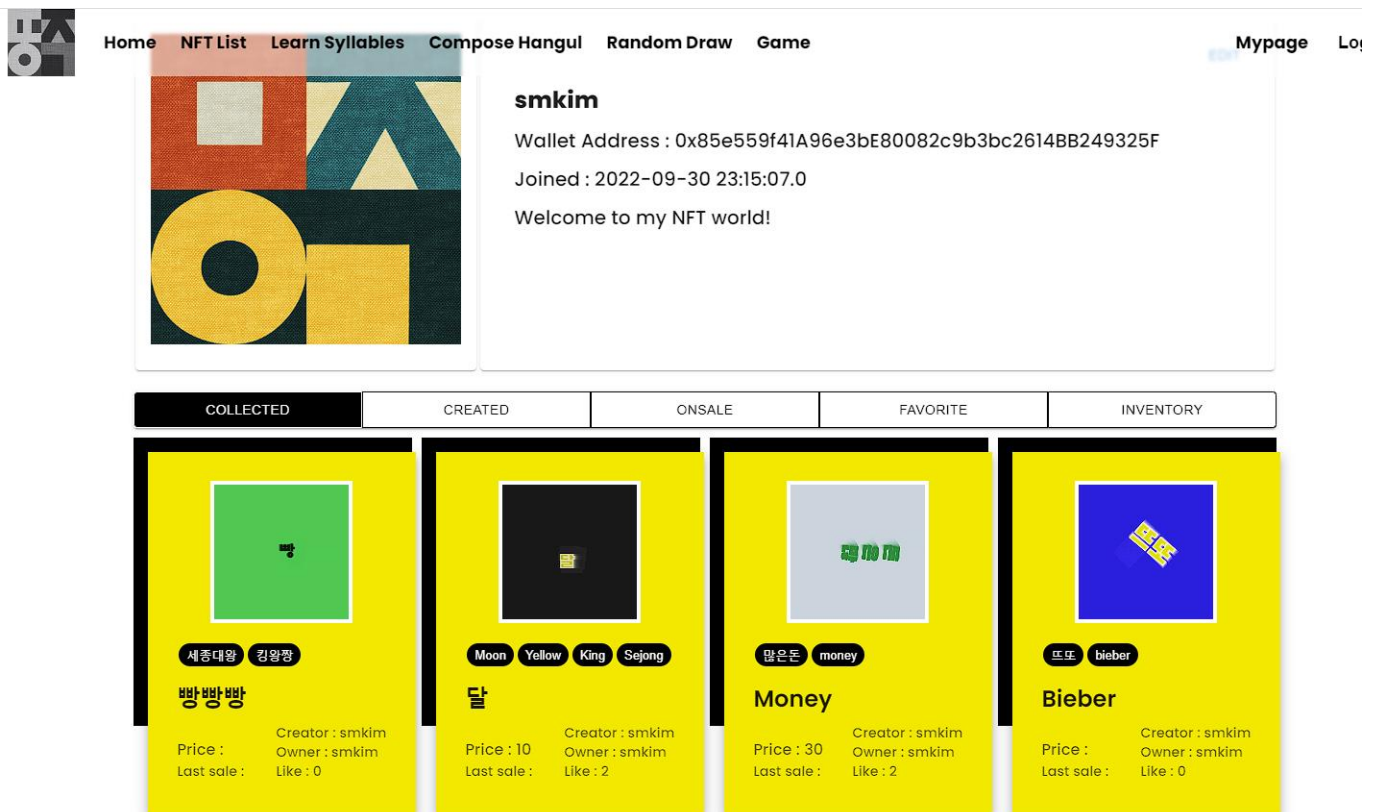 Home NFT List Learn Syllables Compose Hangul Random Draw Game Mypage
EDIT
smkim
Wallet Address : 0x85e559f41A96e3bE80082c9b3bc2614BB249325F
Joined : 2022-09-30 23:15:07.0
Welcome to my NFT world!
COLLECTED CREATED ONSALE FAVORITE INVENTORY
빵
달
뜨또
세종대왕 킹왕짱
빵빵빵
Creator : smkim
Price : Owner : smkim
Last sale : Like : 0
Moon Yellow King Sejong
달
Creator : smkim
Price : 10 Owner : smkim
Last sale : Like : 2
많은돈 money
Money
Creator : smkim
Price : 30 Owner : smkim
Last sale : Like : 2
뜨또 bieber
Bieber
Creator : smkim
Price : Owner : smkim
Last sale : Like : 0